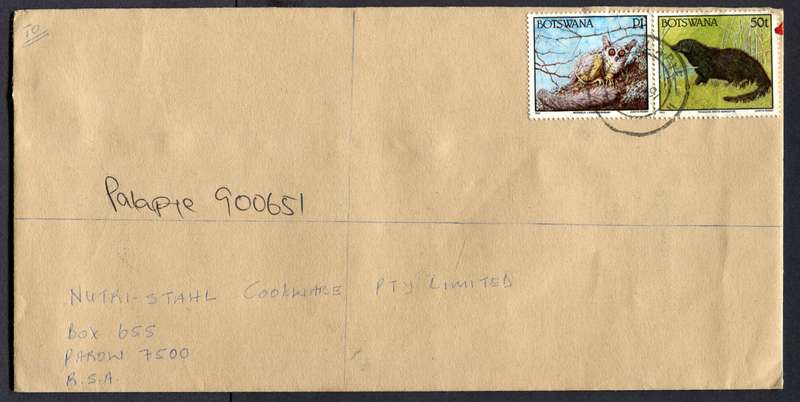 TO
BOTSWANA P1
BOTSWANA 50t
Palapye 900651
NUTRI-STAHL COOKWARE PTY LIMITED
Box 655
PAROW 7500
R.S.A.